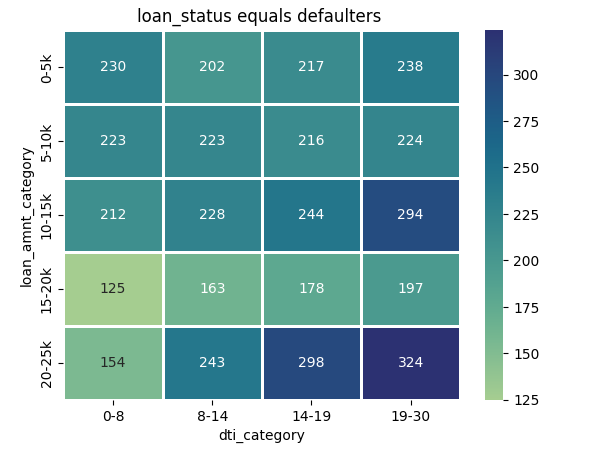 loan_status equals defaulters
loan_amnt_category
0-5k 230 202 217 238
5-10k 223 223 216 224
10-15k 212 228 244 294
15-20k 125 163 178 197
20-25k 154 243 298 324
0-8 8-14 14-19 19-30
dti_category
300
275
250
225
200
175
150
125